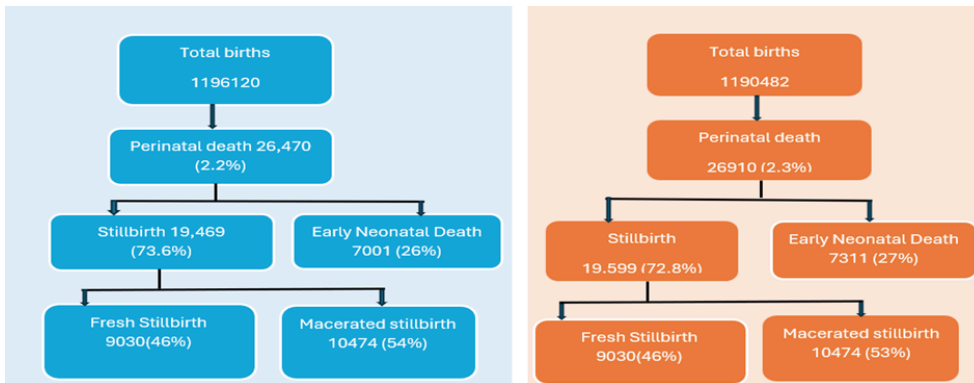 Total births
1196120
Perinatal death 26,470
(2.2%)
Stillbirth 19,469
(73.6%)
Early Neonatal Death
7001 (26%)
Fresh Stillbirth
9030(46%)
Macerated stillbirth
10474 (54%)
Total births
1190482
Perinatal death
26910 (2.3%)
Stillbirth
19.599 (72.8%)
Early Neonatal Death
7311 (27%)
Fresh Stillbirth
9030(46%)
Macerated stillbirth
10474 (53%)